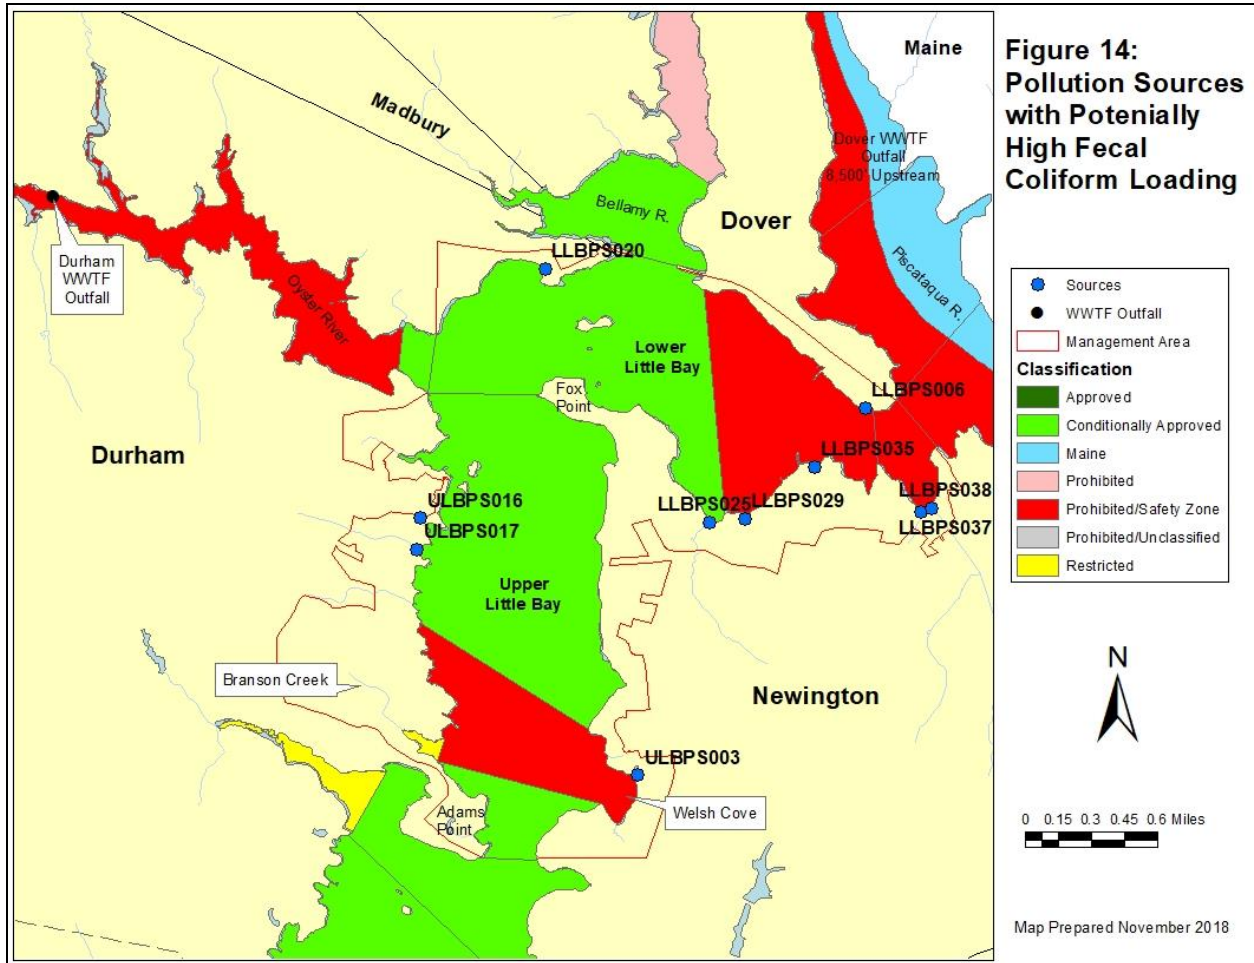 Figure 14:
Pollution Sources
with Potenially
High Fecal
Coliform Loading
Maine
Madbury
Dover WWTF
Outfall
8,500' Upstream
Bellamy R.
Dover
Piscataqua R.
LLBPS020
Durham
WWTF
Outfall
Oyster River
Lower
Little Bay
Fox
Point
LLBPS006
Durham
LLBPS035
ULBPS016
ULBPS017
LLBPS025
LLBPS029
LLBPS038
LLBPS037
Upper
Little Bay
Branson Creek
Newington
ULBPS003
Adams
Point
Welsh Cove
Sources
WWTF Outfall
Management Area
Classification
Approved
Conditionally Approved
Maine
Prohibited
Prohibited/Safety Zone
Prohibited/Unclassified
Restricted
N
0 0.15 0.3 0.45 0.6 Miles
Map Prepared November 2018